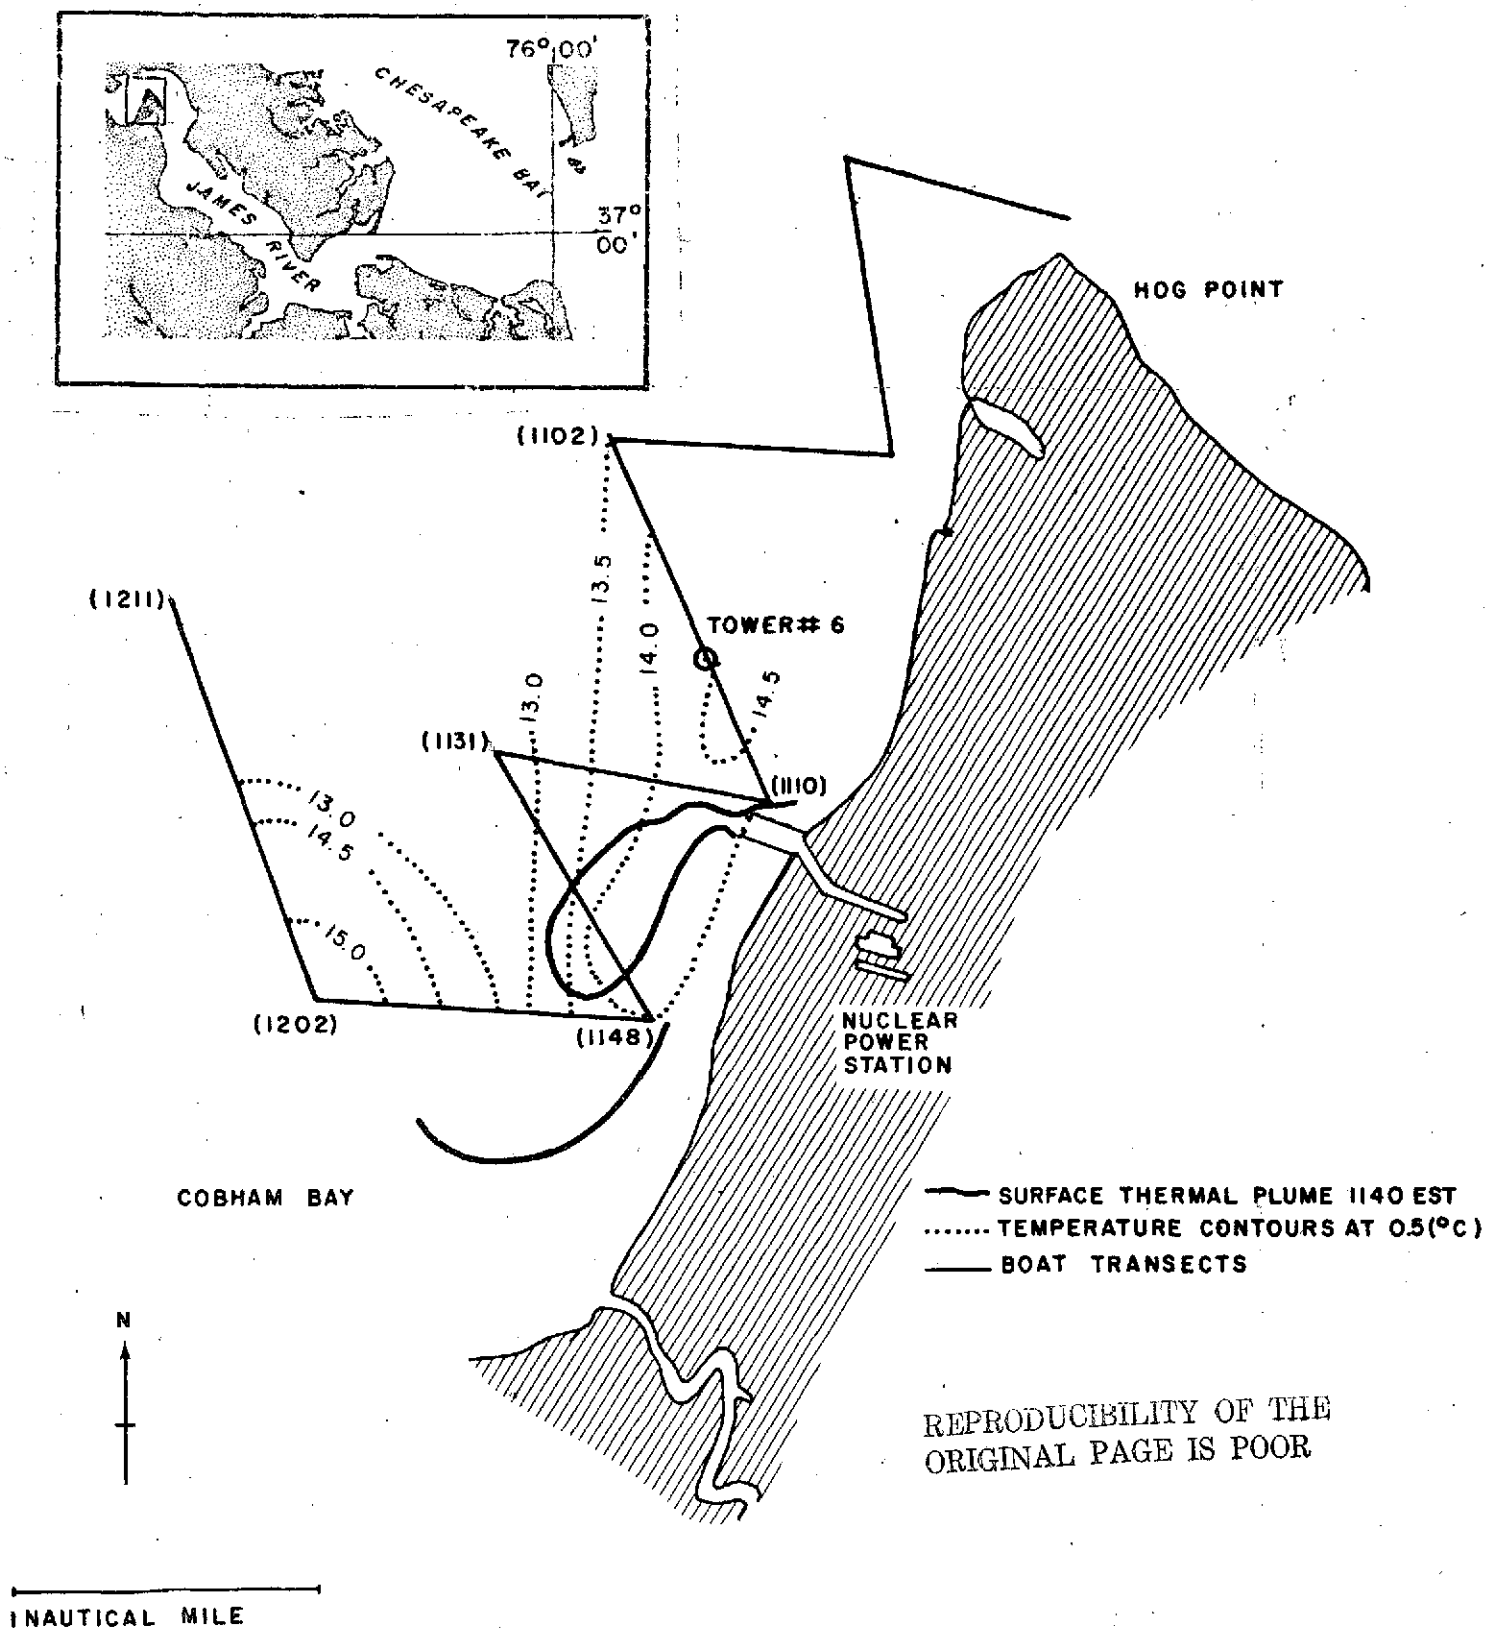 76°00'
CHESAPEAKE BAY
37°
00'
JAMES RIVER
HOG POINT
(1102)
13.5
(1211)
TOWER# 6
14.0
13.0
14.5
(1131)
(1110)
13.0
14.5
15.0
(1202)
(1148)
NUCLEAR
POWER
STATION
COBHAM BAY
SURFACE THERMAL PLUME 1140 EST
TEMPERATURE CONTOURS AT 0.5(°C)
BOAT TRANSECTS
N
REPRODUCIBILITY OF THE
ORIGINAL PAGE IS POOR
1 NAUTICAL MILE